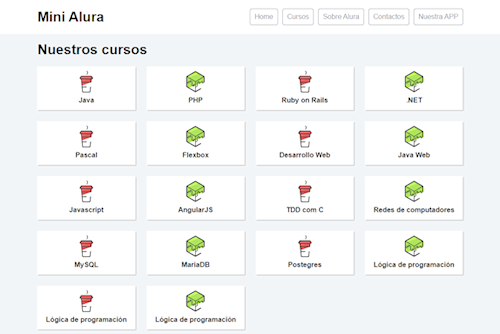 Mini Alura
Home
Cursos
Sobre Alura
Contactos
Nuestra APP
Nuestros cursos
Java
PHP
Ruby on Rails
.NET
Pascal
Flexbox
Desarrollo Web
Java Web
Javascript
AngularJS
TDD com C
Redes de computadores
MySQL
MariaDB
Postegres
Lógica de programación
Lógica de programación
Lógica de programación